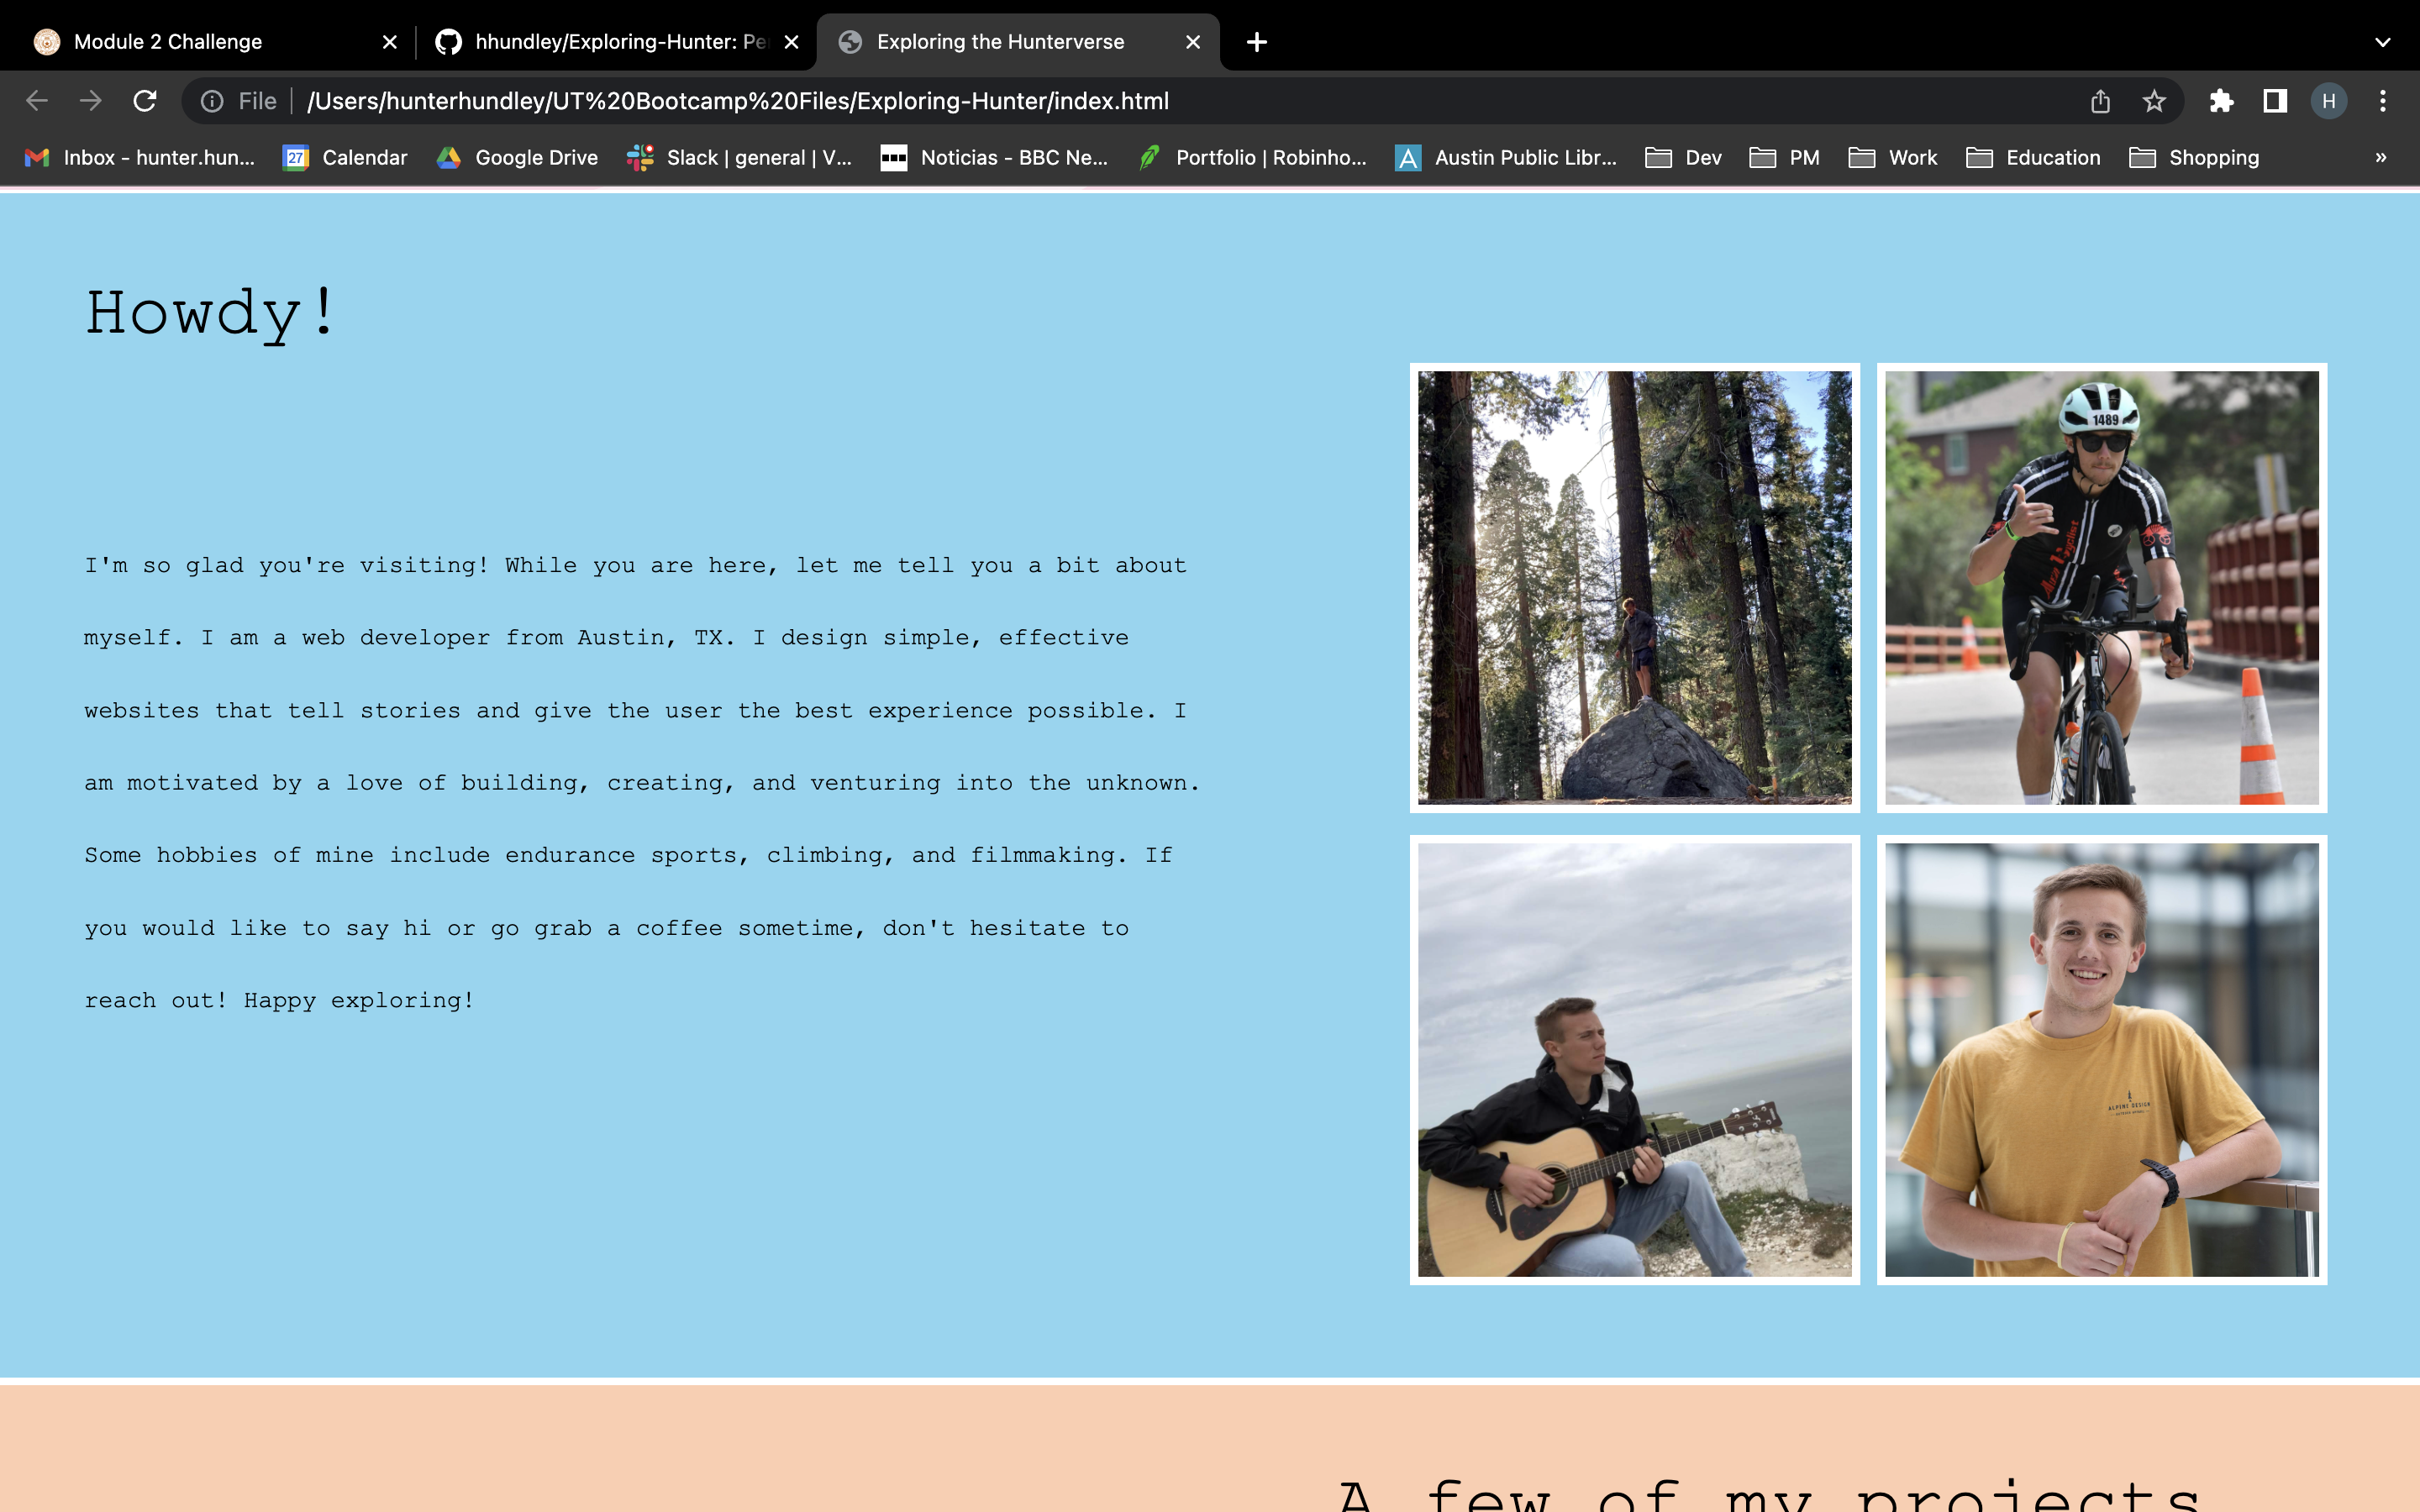 Module 2 Challenge
hhundley/Exploring-Hunter: Pe
Exploring the Hunterverse
File
/Users/hunterhundley/UT%20Bootcamp%20Files/Exploring-Hunter/index.html
H
Inbox - hunter.hun...
27
Calendar
Google Drive
Slack | general | V...
Noticias - BBC Ne...
Portfolio | Robinho...
A
Austin Public Libr...
Dev
PM
Work
Education
Shopping
»
Howdy!
1489
I'm so glad you're visiting! While you are here, let me tell you a bit about
myself. I am a web developer from Austin, TX. I design simple, effective
websites that tell stories and give the user the best experience possible. I
am motivated by a love of building, creating, and venturing into the unknown.
Some hobbies of mine include endurance sports, climbing, and filmmaking. If
you would like to say hi or go grab a coffee sometime, don't hesitate to
reach out! Happy exploring!
ALPINE DESIGN
A few of my projects